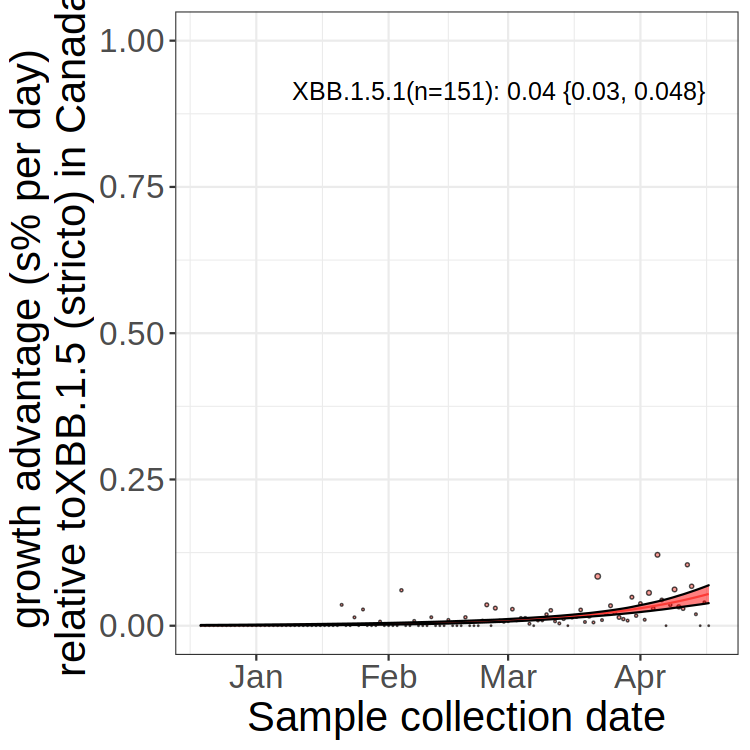 growth advantage (s% per day)
relative toXBB.1.5 (stricto) in Canada
1.00
0.75
0.50
0.25
0.00
XBB.1.5.1(n=151): 0.04 {0.03, 0.048}
Jan Feb Mar Apr
Sample collection date